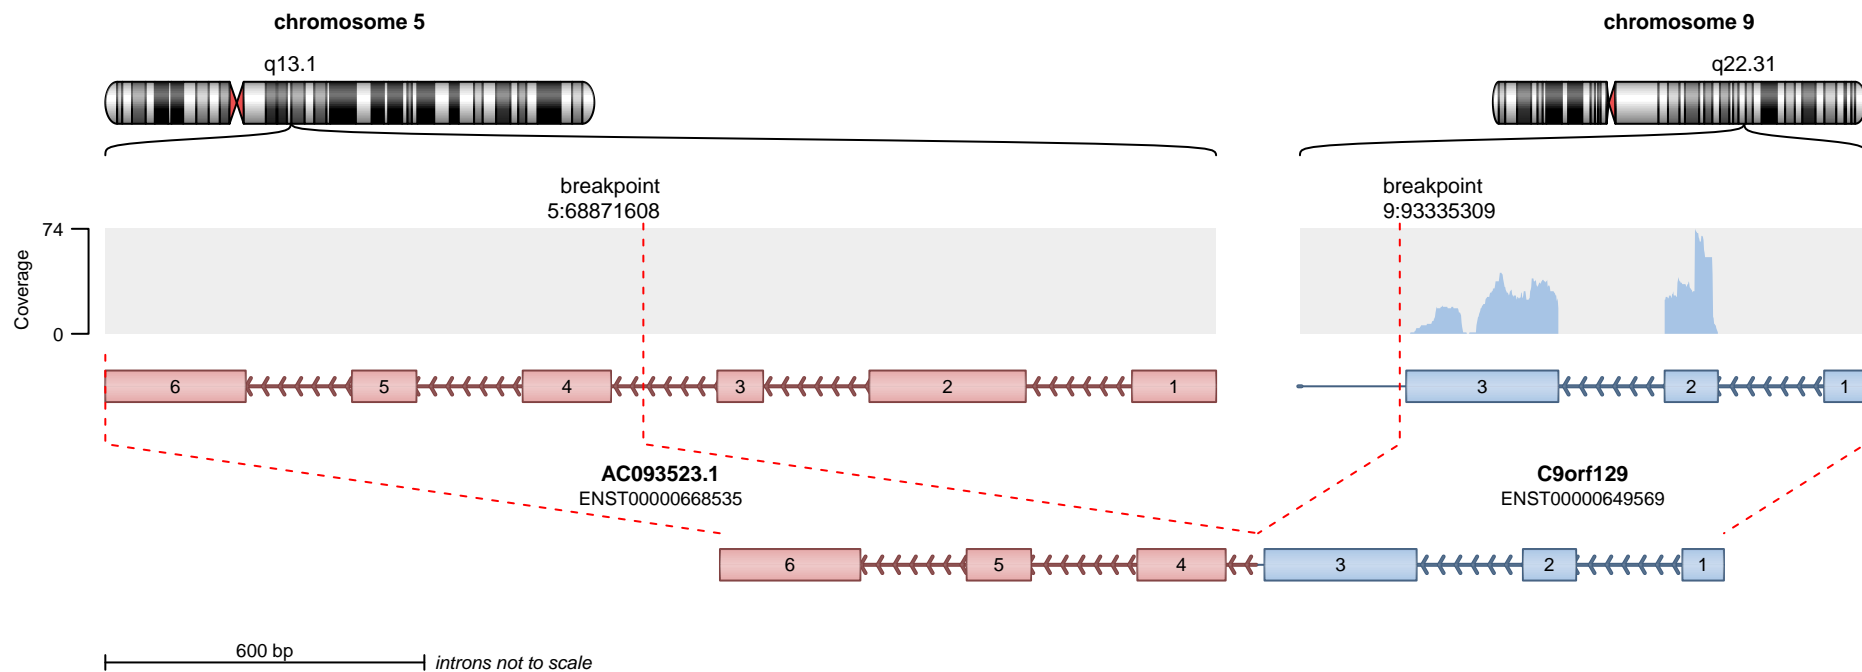 chromosome 5
chromosome 9
q13.1
q22.31
breakpoint
5:68871608
breakpoint
9:93335309
74
Coverage
0
6 5 4 3 2 1
3 2 1
AC093523.1
ENST00000668535
C9orf129
ENST00000649569
6 5 4 3 2 1
600 bp
introns not to scale